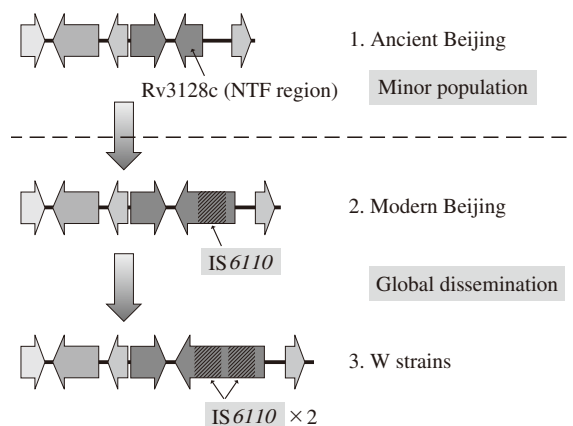 1. Ancient Beijing
Rv3128c (NTF region)
Minor population
2. Modern Beijing
IS6110
Global dissemination
3. W strains
IS6110 × 2